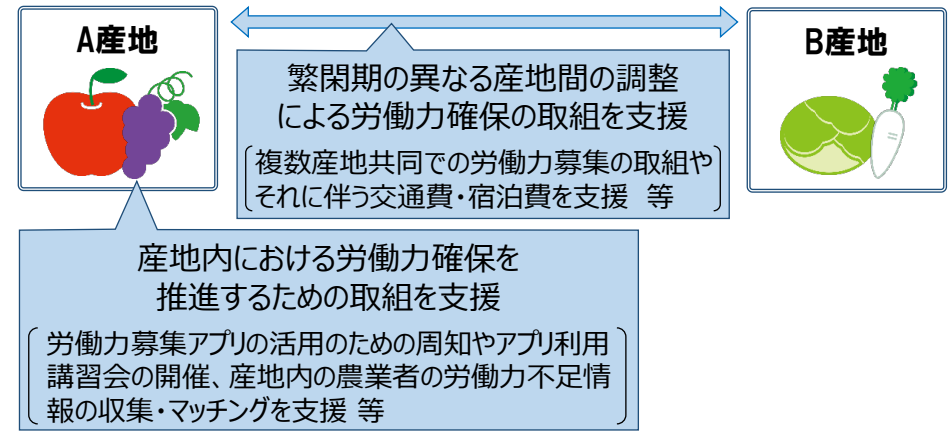 A産地
B産地
繁閑期の異なる産地間の調整
による労働力確保の取組を支援
複数産地共同での労働力募集の取組や
それに伴う交通費・宿泊費を支援 等
産地内における労働力確保を
推進するための取組を支援
労働力募集アプリの活用のための周知やアプリ利用
講習会の開催、産地内の農業者の労働力不足情
報の収集・マッチングを支援 等